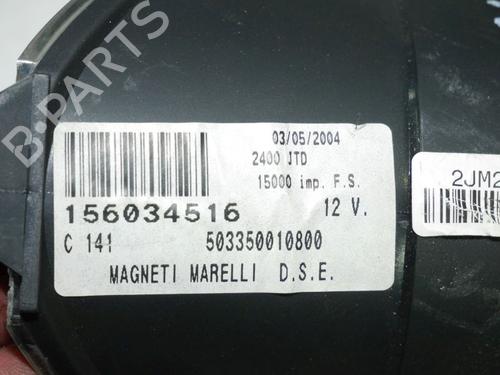 B-PARTS
03/05/2004
2400 JTD
15000 imp. F.S.
156034516 12 V.
C 141 503350010800
MAGNETI MARELLI D.S.E.
2JM2